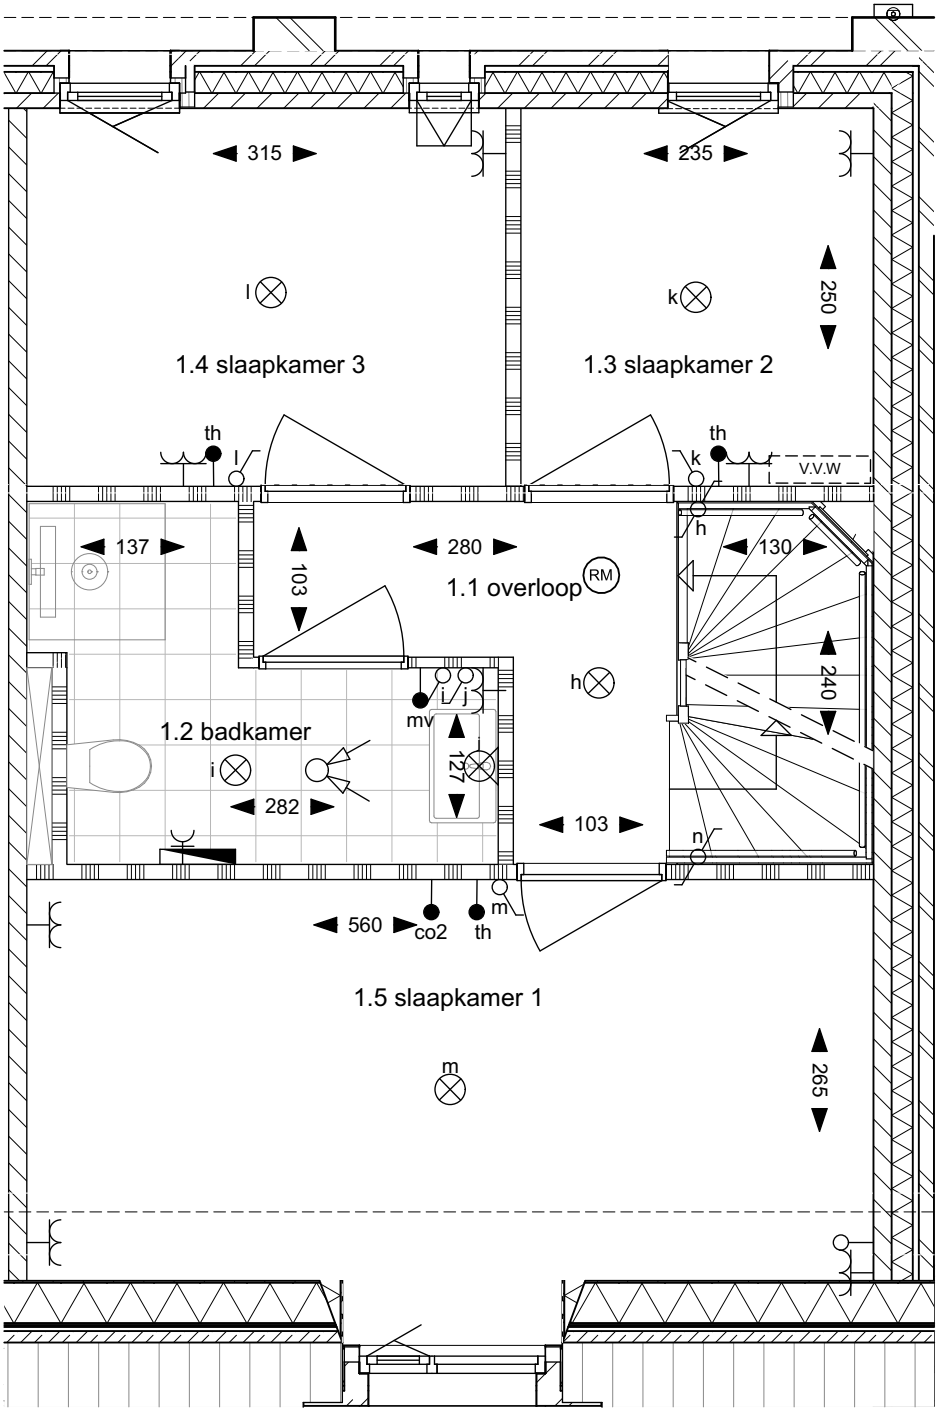 315
235
250
l
k
1.4 slaapkamer 3
1.3 slaapkamer 2
th
l
k
th
V.V.W
h
137
280
130
103
1.1 overloop
RM
240
h
i
j
mv
1.2 badkamer
i
i
127
282
103
n
m
560
co2
th
1.5 slaapkamer 1
m
265